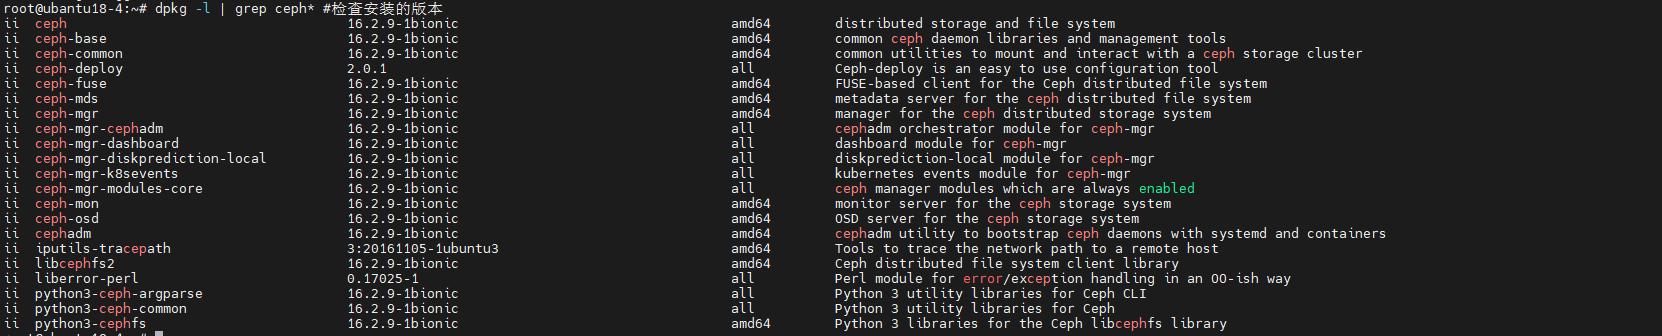 root@ubuntu18-4:~# dpkg -l | grep ceph* #检查安装的版本
ii  ceph                           16.2.9-1bionic                                  amd64        distributed storage and file system
ii  ceph-base                      16.2.9-1bionic                                  amd64        common ceph daemon libraries and management tools
ii  ceph-common                    16.2.9-1bionic                                  amd64        common utilities to mount and interact with a ceph storage cluster
ii  ceph-deploy                    2.0.1                                           all          Ceph-deploy is an easy to use configuration tool
ii  ceph-fuse                      16.2.9-1bionic                                  amd64        FUSE-based client for the Ceph distributed file system
ii  ceph-mds                       16.2.9-1bionic                                  amd64        metadata server for the ceph distributed file system
ii  ceph-mgr                       16.2.9-1bionic                                  amd64        manager for the ceph distributed storage system
ii  ceph-mgr-cephadm               16.2.9-1bionic                                  all          cephadm orchestrator module for ceph-mgr
ii  ceph-mgr-dashboard             16.2.9-1bionic                                  all          dashboard module for ceph-mgr
ii  ceph-mgr-diskprediction-local  16.2.9-1bionic                                  all          diskprediction-local module for ceph-mgr
ii  ceph-mgr-k8sevents             16.2.9-1bionic                                  all          kubernetes events module for ceph-mgr
ii  ceph-mgr-modules-core          16.2.9-1bionic                                  all          ceph manager modules which are always enabled
ii  ceph-mon                       16.2.9-1bionic                                  amd64        monitor server for the ceph storage system
ii  ceph-osd                       16.2.9-1bionic                                  amd64        OSD server for the ceph storage system
ii  cephadm                        16.2.9-1bionic                                  amd64        cephadm utility to bootstrap ceph daemons with systemd and containers
ii  iputils-tracepath              3:20161105-1ubuntu3                             amd64        Tools to trace the network path to a remote host
ii  libcephfs2                     16.2.9-1bionic                                  amd64        Ceph distributed file system client library
ii  liberror-perl                  0.17025-1                                       all          Perl module for error/exception handling in an OO-ish way
ii  python3-ceph-argparse          16.2.9-1bionic                                  all          Python 3 utility libraries for Ceph CLI
ii  python3-ceph-common            16.2.9-1bionic                                  all          Python 3 utility libraries for Ceph
ii  python3-cephfs                 16.2.9-1bionic                                  amd64        Python 3 libraries for the Ceph libcephfs library